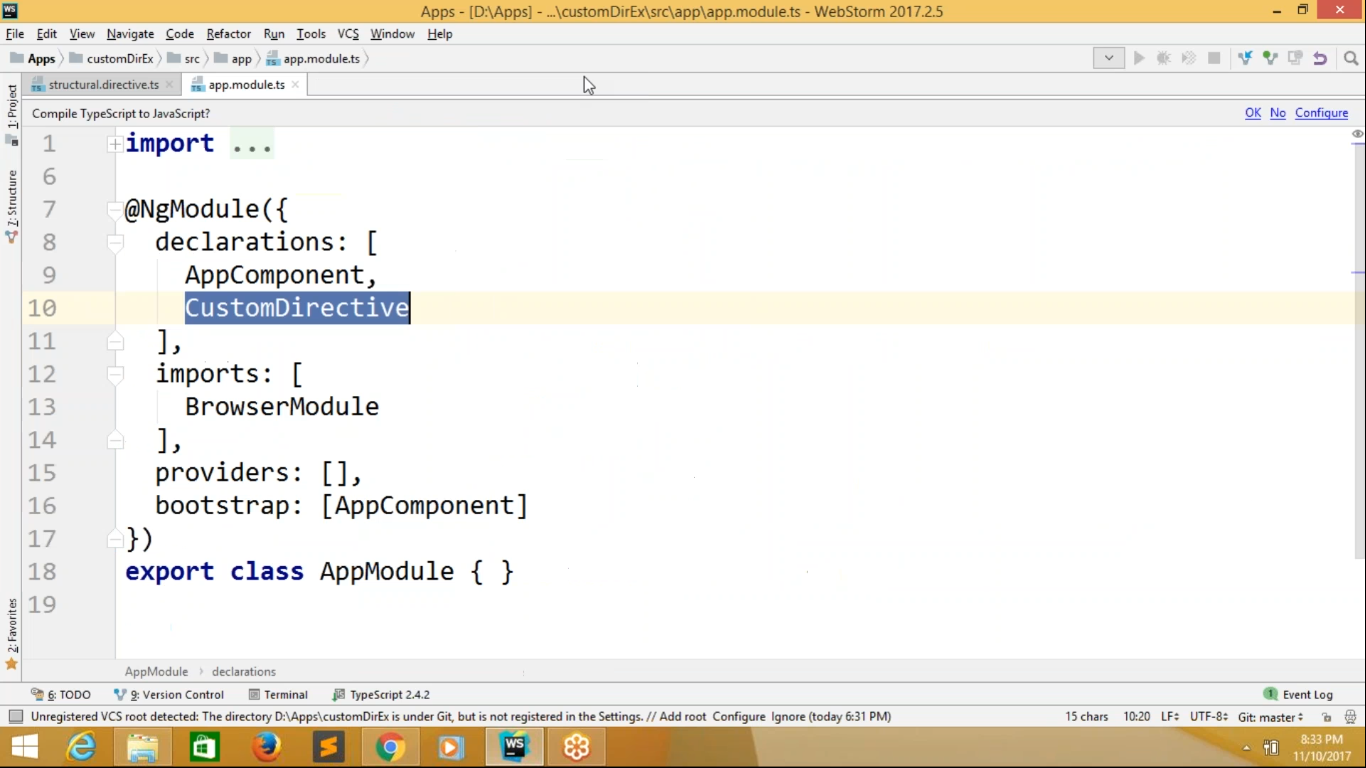 WS
Apps - [D:\Apps] - ...\customDirEx\src\app\app.module.ts - WebStorm 2017.2.5
File Edit View Navigate Code Refactor Run Tools VCS Window Help
Apps customDirEx src app app.module.ts
1: Project
structural.directive.ts app.module.ts
Compile TypeScript to JavaScript? OK No Configure
7: Structure
1 import ...
6
7 @NgModule({
8 declarations: [
9 AppComponent,
10 CustomDirective
11 ],
12 imports: [
13 BrowserModule
14 ],
15 providers: [],
16 bootstrap: [AppComponent]
17 })
18 export class AppModule { }
19
2: Favorites
AppModule declarations
6: TODO 9: Version Control Terminal TypeScript 2.4.2 1 Event Log
Unregistered VCS root detected: The directory D:\Apps\customDirEx is under Git, but is not registered in the Settings. // Add root Configure Ignore (today 6:31 PM) 15 chars 10:20 LF UTF-8 Git: master
WS
8:33 PM
11/10/2017